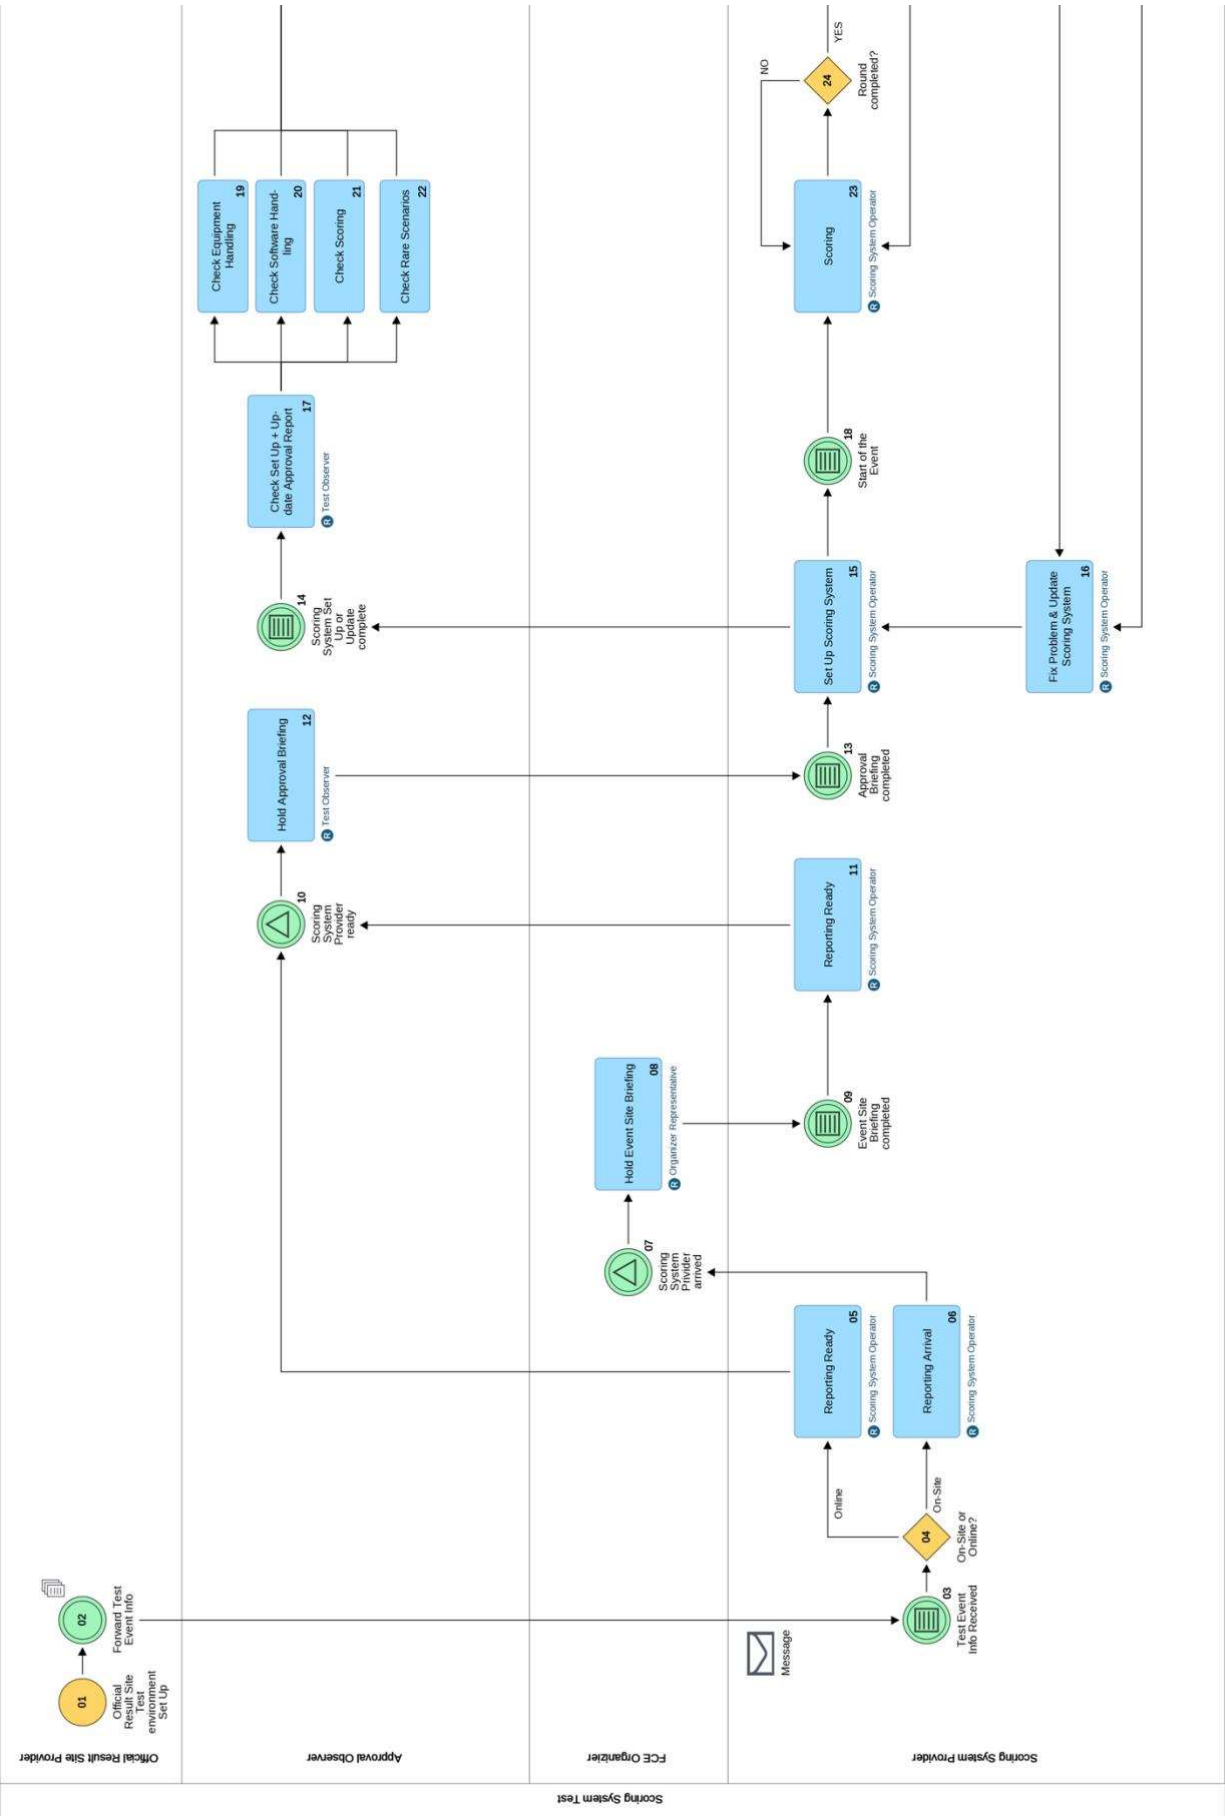 Scoring System Test
Official Result Site Provider
01
Official
Result Site
Test
environment
Set Up
02
Forward Test
Event Info
Approval Observer
10
Scoring
System
Provider
ready
Hold Approval Briefing
12
R Test Observer
14
Scoring
System Set
Up or
Update
complete
Check Set Up + Up-
date Approval Report
17
R Test Observer
Check Equipment
Handling
19
Check Software Hand-
ling
20
Check Scoring
21
Check Rare Scenarios
22
FCE Organizier
07
Scoring
System
Privider
arrived
Hold Event Site Briefing
08
R Organizer Representative
Scoring System Provider
Message
03
Test Event
Info Received
04
On-Site or
Online?
Online
On-Site
Reporting Ready
05
R Scoring System Operator
Reporting Arrival
06
R Scoring System Operator
09
Event Site
Briefing
completed
Reporting Ready
11
R Scoring System Operator
13
Approval
Briefing
completed
Set Up Scoring System
15
R Scoring System Operator
Fix Problem & Update
Scoring System
16
R Scoring System Operator
18
Start of the
Event
Scoring
23
R Scoring System Operator
24
Round
completed?
NO
YES